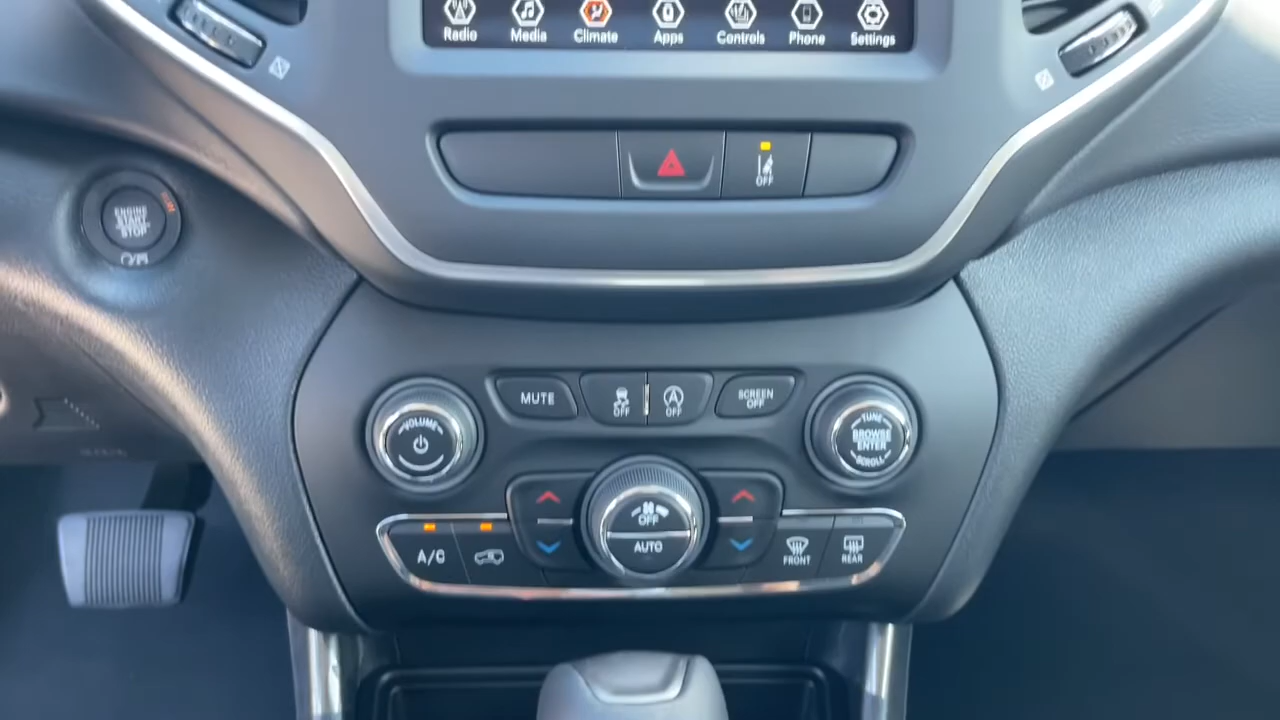 Radio
Media
Climate
Apps
Controls
Phone
Settings
OFF
ENGINE
START
STOP
MUTE
OFF
OFF
SCREEN
OFF
VOLUME
TUNE
BROWSE
ENTER
SCROLL
OFF
AUTO
A/C
FRONT
REAR